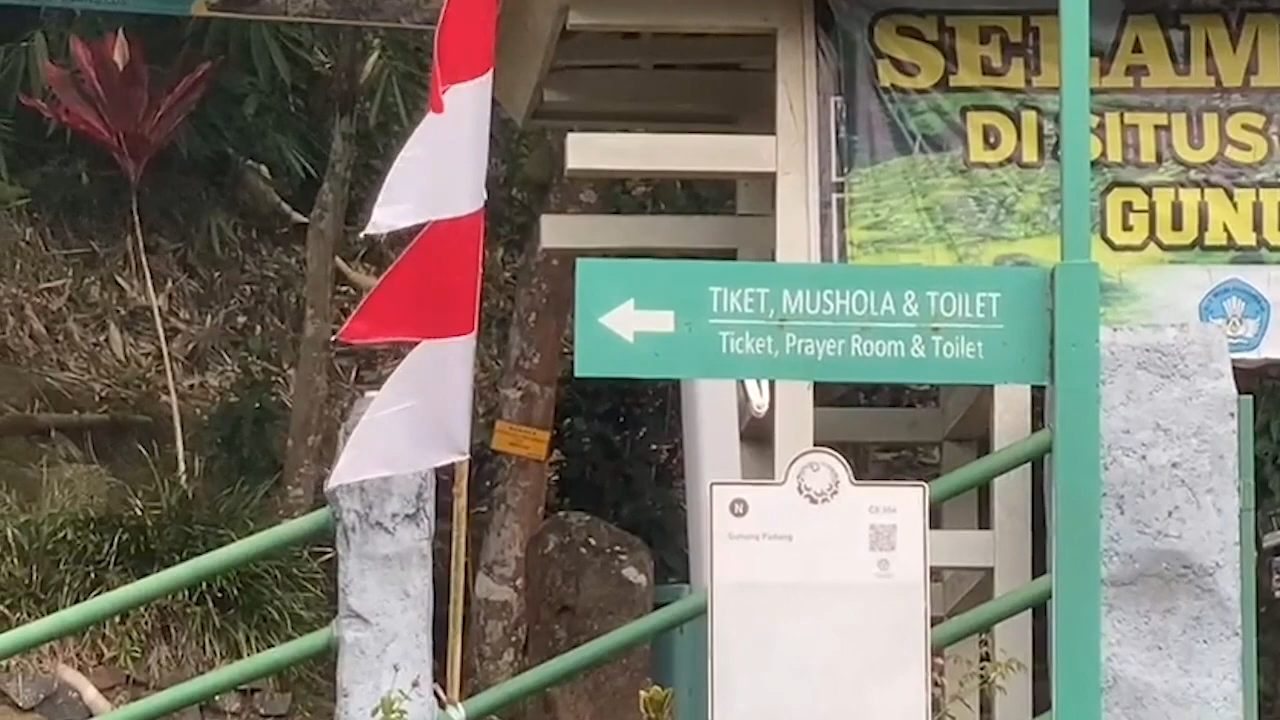 SELAM
DI SITUS
GUNU
TIKET, MUSHOLA & TOILET
Ticket, Prayer Room & Toilet
N
Gunung Padang